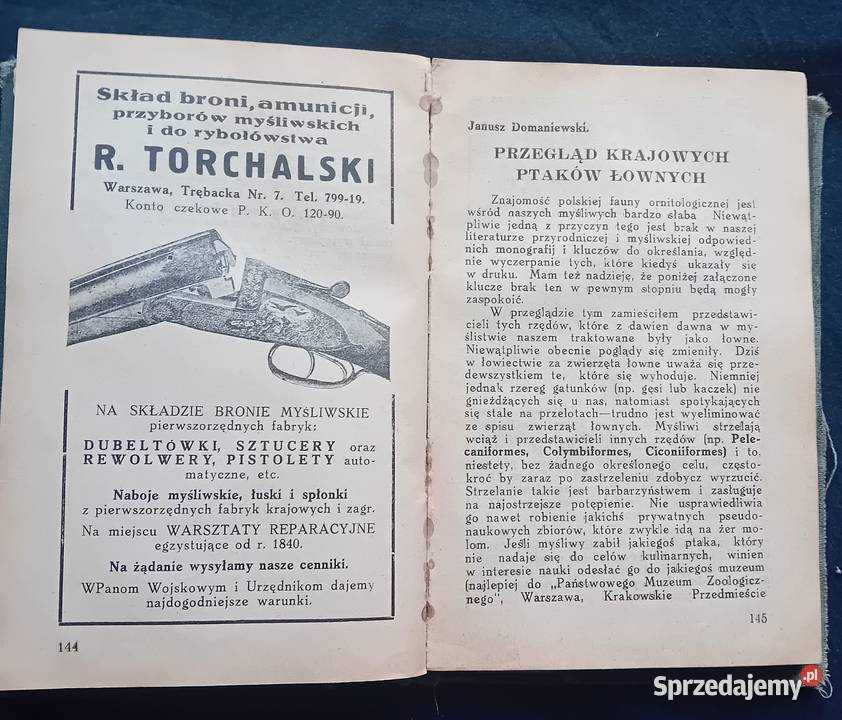 Skład broni, amunicji,
przyborów myśliwskich
i do rybołówstwa
R. TORCHALSKI
Warszawa, Trębacka Nr. 7. Tel. 799-19.
Konto czekowe P. K. O. 120-90.
NA SKŁADZIE BRONIE MYŚLIWSKIE
pierwszorzędnych fabryk:
DUBELTÓWKI, SZTUCERY oraz
REWOLWERY, PISTOLETY auto-
matyczne, etc.
Naboje myśliwskie, łuski i spłonki
z pierwszorzędnych fabryk krajowych i zagr.
Na miejscu WARSZTATY REPARACYJNE
egzystujące od r. 1840.
Na żądanie wysyłamy nasze cenniki.
WPanom Wojskowym i Urzędnikom dajemy
najdogodniejsze warunki.
144
Janusz Domaniewski.
PRZEGLĄD KRAJOWYCH
PTAKÓW ŁOWNYCH
Znajomość polskiej fauny ornitologicznej jest
wśród naszych myśliwych bardzo słaba Niewąt-
pliwie jedną z przyczyn tego jest brak w naszej
literaturze przyrodniczej i myśliwskiej odpowied-
nich monografij i kluczów do określania, wzglę-
dnie wyczerpanie tych, które kiedyś ukazały się
w druku. Mam też nadzieję, że poniżej załączone
klucze brak ten w pewnym stopniu będą mogły
zaspokoić.
W przeglądzie tym zamieściłem przedstawi-
cieli tych rzędów, które z dawien dawna w my-
ślistwie naszem traktowane były jako łowne.
Niewątpliwie obecnie poglądy się zmieniły. Dziś
w łowiectwie za zwierzęta łowne uważa się prze-
dewszystkiem te, które się wyhoduje. Niemniej
jednak rzereg gatunków (np. gęsi lub kaczek) nie
gnieżdżących się u nas, natomiast spotykających
się stale na przelotach—trudno jest wyeliminować
ze spisu zwierząt łownych. Myśliwi strzelają
wciąż i przedstawicieli innych rzędów (np. Pele-
caniformes, Colymbiformes, Ciconiiformes) i to,
niestety, bez żadnego określonego celu, często-
kroć by zaraz po zastrzeleniu zdobycz wyrzucić.
Strzelanie takie jest barbarzyństwem i zasługuje
na najostrzejsze potępienie. Nie usprawiedliwia
go nawet robienie jakichś prywatnych pseudo-
naukowych zbiorów, które zwykle idą na żer mo-
lom. Jeśli myśliwy zabił jakiegoś ptaka, który
nie nadaje się do celów kulinarnych, winien
w interesie nauki odesłać go do jakiegoś muzeum
(najlepiej do „Państwowego Muzeum Zoologicz-
nego", Warszawa, Krakowskie Przedmieście
145
Sprzedajemy.pl